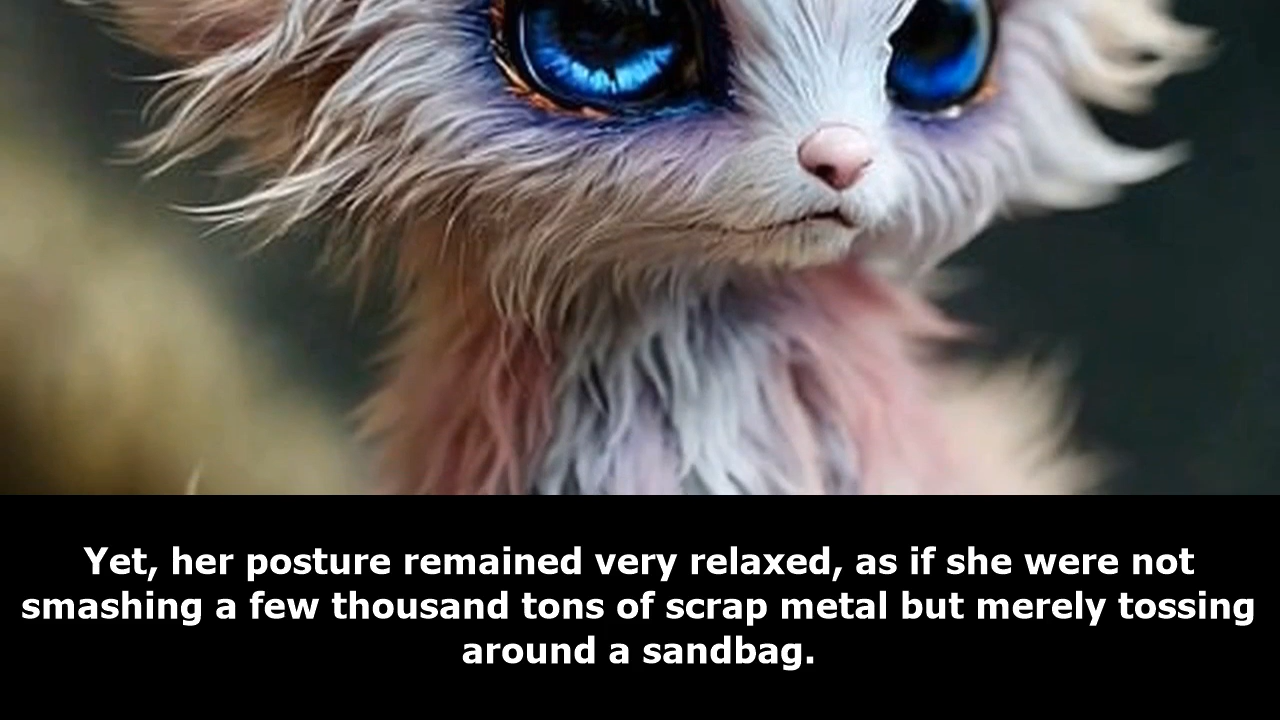 Yet, her posture remained very relaxed, as if she were not
smashing a few thousand tons of scrap metal but merely tossing
around a sandbag.